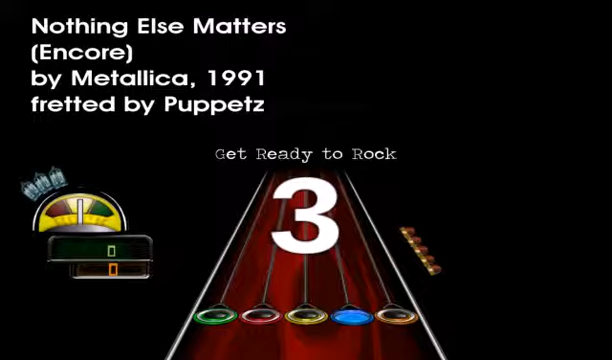 Nothing Else Matters
(Encore)
by Metallica, 1991
fretted by Puppetz
Get Ready to Rock
3
0
0